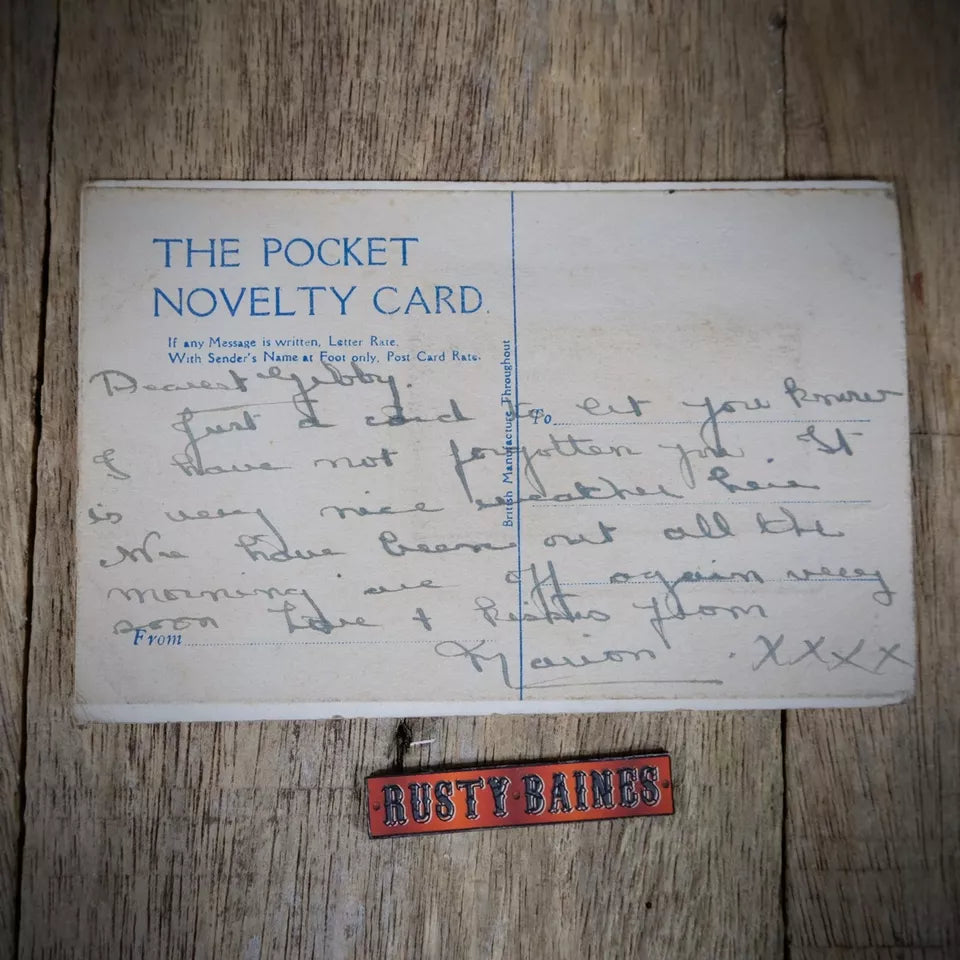 THE POCKET
NOVELTY CARD.
If any Message is written, Letter Rate.
With Sender's Name at Foot only, Post Card Rate.
British Manufacture Throughout
To
From
Dearest Gebby.
Just a card to let you know
I have not forgotten you. It
is very nice weather here
We have been out all the
morning are off again very
soon Love + kisses from
Marion . XXXX
RUSTY BAINES